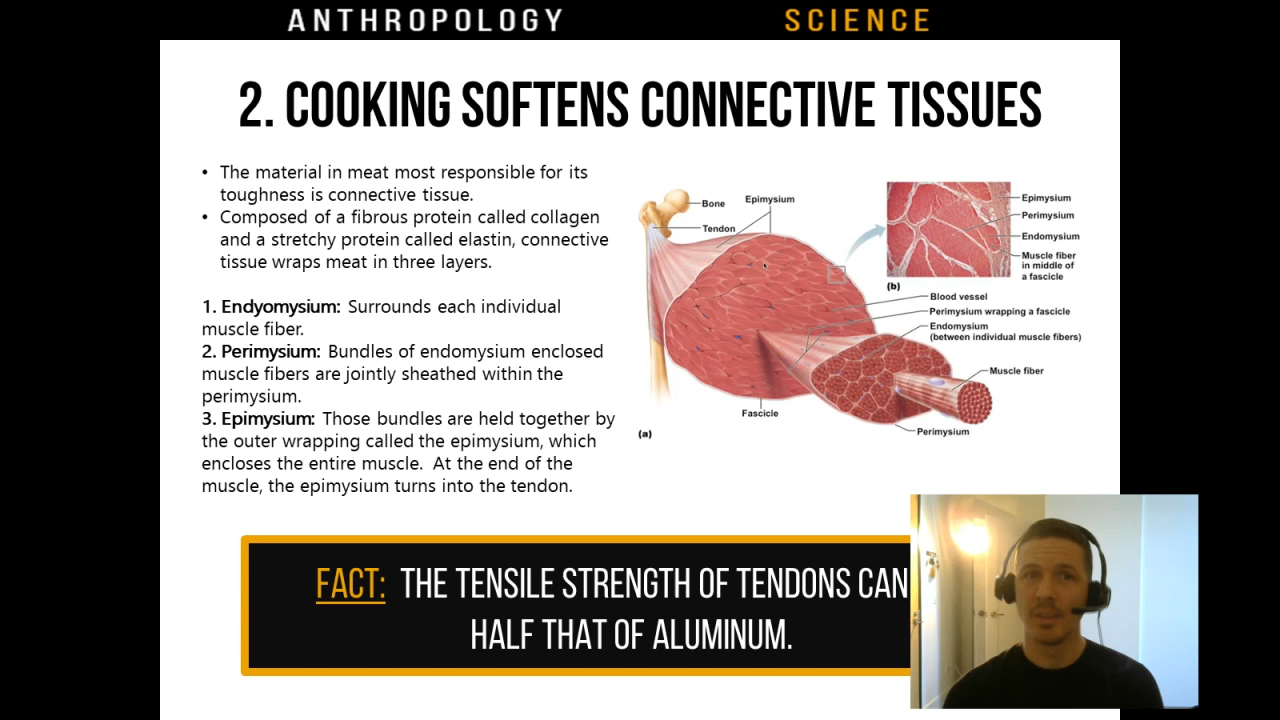 ANTHROPOLOGY SCIENCE
2. COOKING SOFTENS CONNECTIVE TISSUES
• The material in meat most responsible for its
toughness is connective tissue.
• Composed of a fibrous protein called collagen
and a stretchy protein called elastin, connective
tissue wraps meat in three layers.
1. Endyomysium: Surrounds each individual
muscle fiber.
2. Perimysium: Bundles of endomysium enclosed
muscle fibers are jointly sheathed within the
perimysium.
3. Epimysium: Those bundles are held together by
the outer wrapping called the epimysium, which
encloses the entire muscle. At the end of the
muscle, the epimysium turns into the tendon.
Bone
Epimysium
Tendon
Epimysium
Perimysium
Endomysium
Muscle fiber
in middle of
a fascicle
(b)
Blood vessel
Perimysium wrapping a fascicle
Endomysium
(between individual muscle fibers)
Muscle fiber
Fascicle
Perimysium
(a)
FACT: THE TENSILE STRENGTH OF TENDONS CAN
HALF THAT OF ALUMINUM.